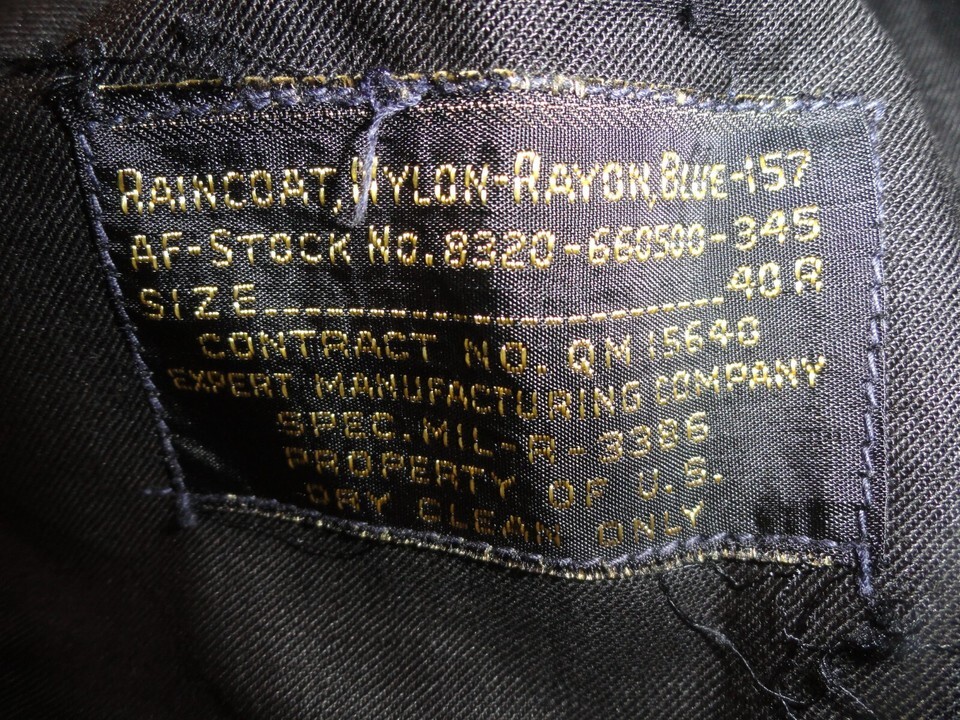 RAINCOAT, NYLON-RAYON, BLUE-157
AF-STOCK NO. 8320-660500-345
SIZE 40R
CONTRACT NO. QM 15640
EXPERT MANUFACTURING COMPANY
SPEC. MIL-R-3386
PROPERTY OF U.S.
DRY CLEAN ONLY